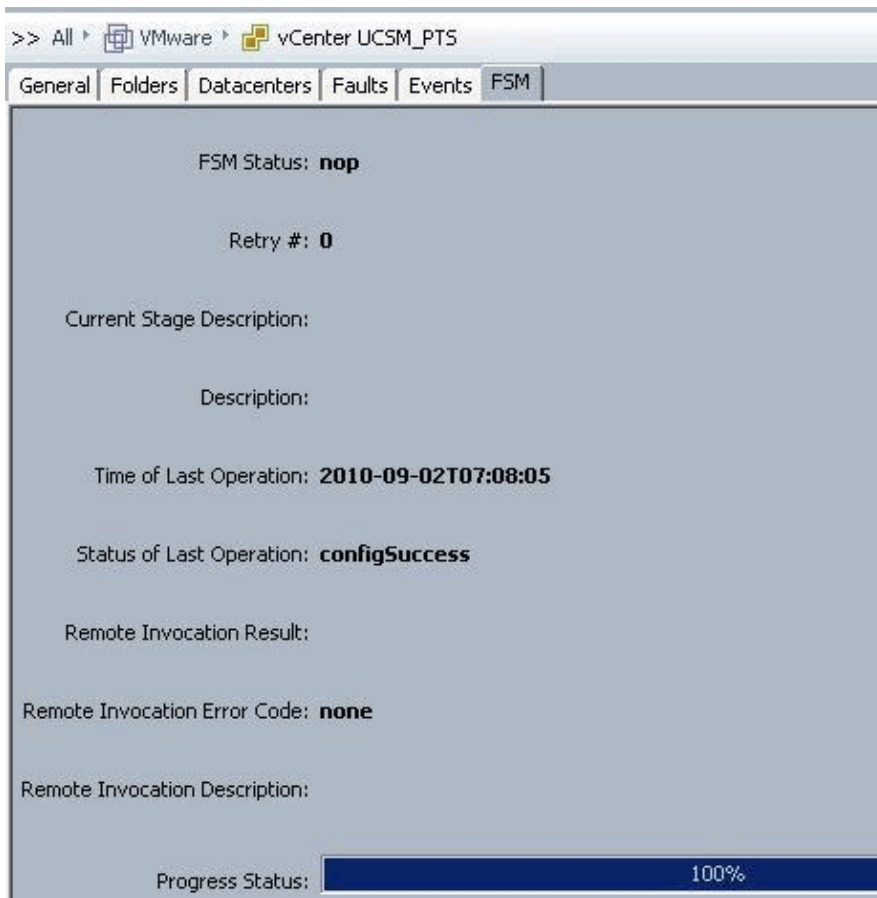 >> All VMware vCenter UCSM_PTS
General Folders Datacenters Faults Events FSM
FSM Status: nop
Retry #: 0
Current Stage Description:
Description:
Time of Last Operation: 2010-09-02T07:08:05
Status of Last Operation: configSuccess
Remote Invocation Result:
Remote Invocation Error Code: none
Remote Invocation Description:
Progress Status: 100%